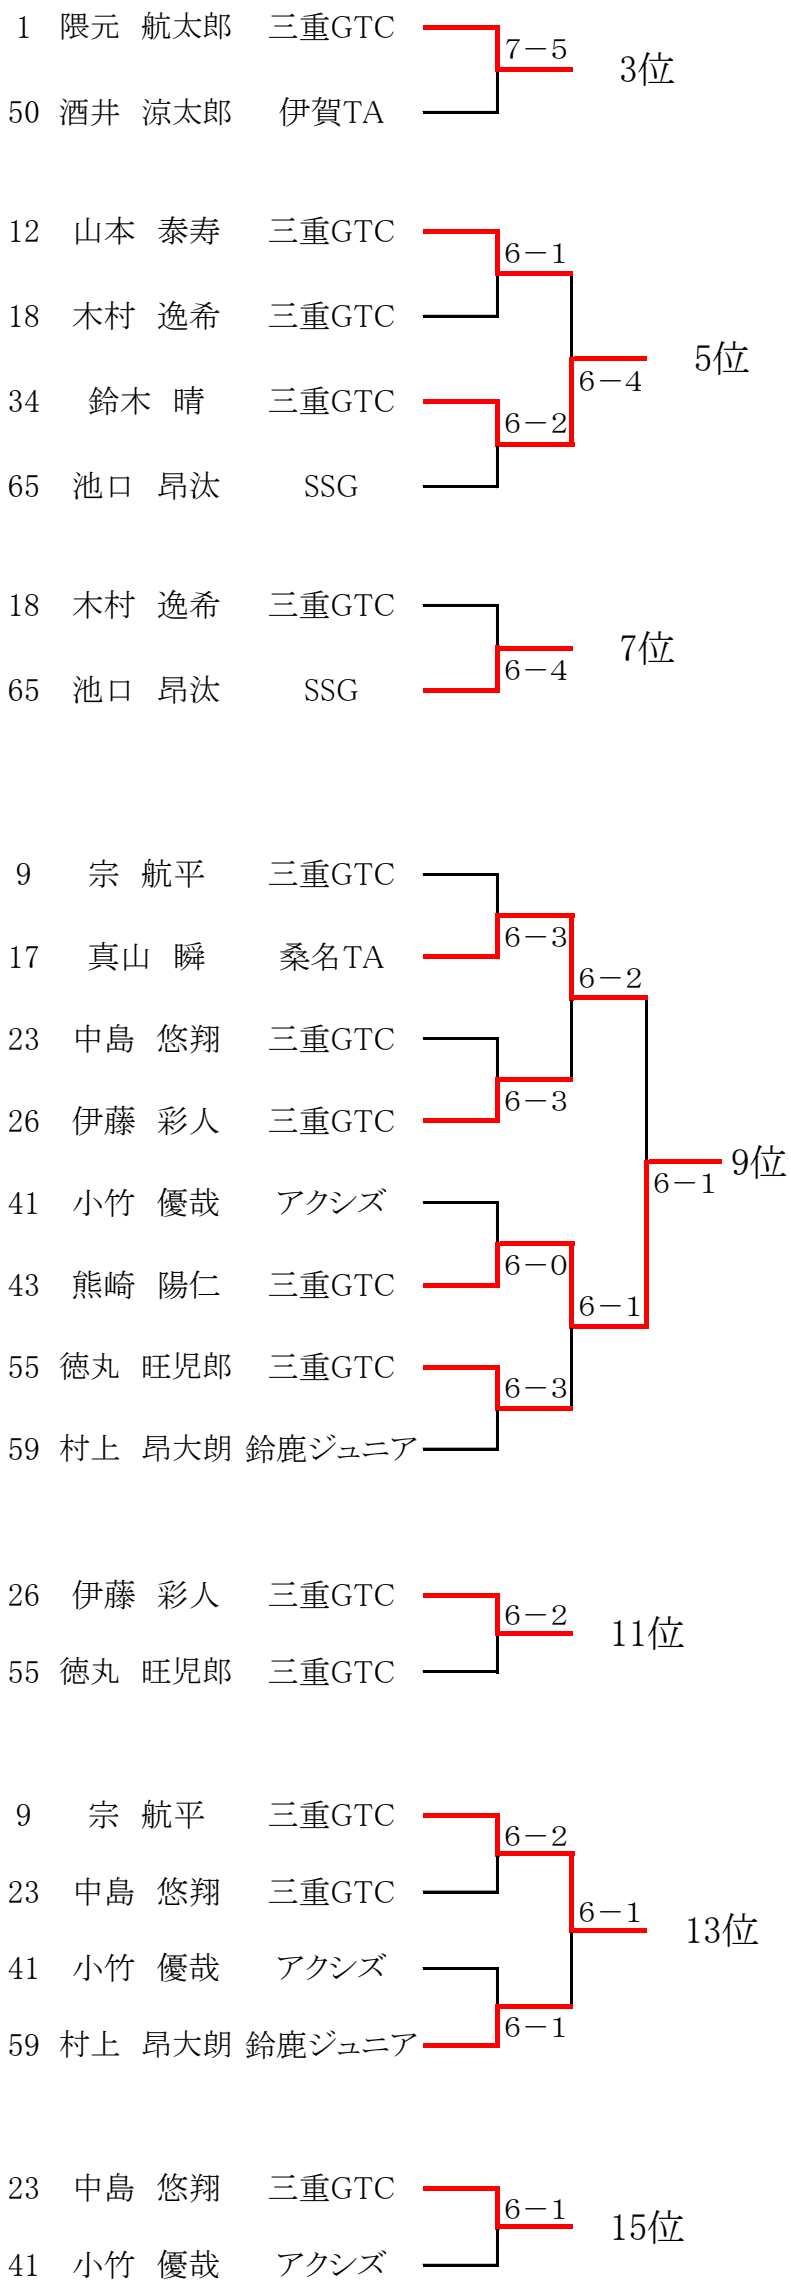 1 隈元 航太郎 三重GTC
7－5
3位
50 酒井 涼太郎 伊賀TA
12 山本 泰寿 三重GTC
6－1
18 木村 逸希 三重GTC
5位
6－4
34 鈴木 晴 三重GTC
6－2
65 池口 昂汰 SSG
18 木村 逸希 三重GTC
7位
6－4
65 池口 昂汰 SSG
9 宗 航平 三重GTC
6－3
17 真山 瞬 桑名TA
6－2
23 中島 悠翔 三重GTC
6－3
26 伊藤 彩人 三重GTC
9位
6－1
41 小竹 優哉 アクシズ
6－0
43 熊崎 陽仁 三重GTC
6－1
55 徳丸 旺児郎 三重GTC
6－3
59 村上 昂大朗 鈴鹿ジュニア
26 伊藤 彩人 三重GTC
6－2
11位
55 徳丸 旺児郎 三重GTC
9 宗 航平 三重GTC
6－2
23 中島 悠翔 三重GTC
6－1
13位
41 小竹 優哉 アクシズ
6－1
59 村上 昂大朗 鈴鹿ジュニア
23 中島 悠翔 三重GTC
6－1
15位
41 小竹 優哉 アクシズ